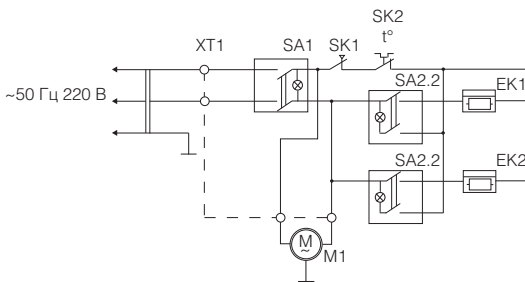 SK2
t°
XT1
SA1
SK1
SA2.2
EK1
~50 Гц 220 В
SA2.2
EK2
M
~
M1